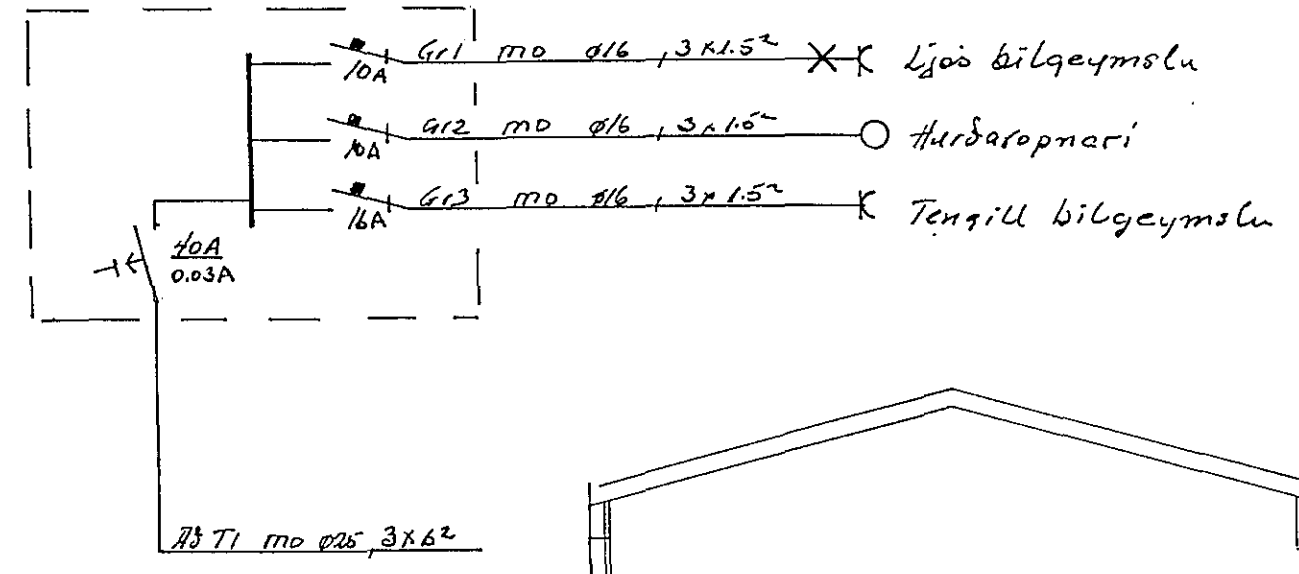 Gr1 mo ø16, 3x1.5² Ljós bílgeymslu
10A
Gr2 mo ø16, 3x1.5² Hurðaropnari
10A
Gr3 mo ø16, 3x1.5² Tengill bílgeymslu
16A
40A
0.03A
T1 mo ø25, 3x6²